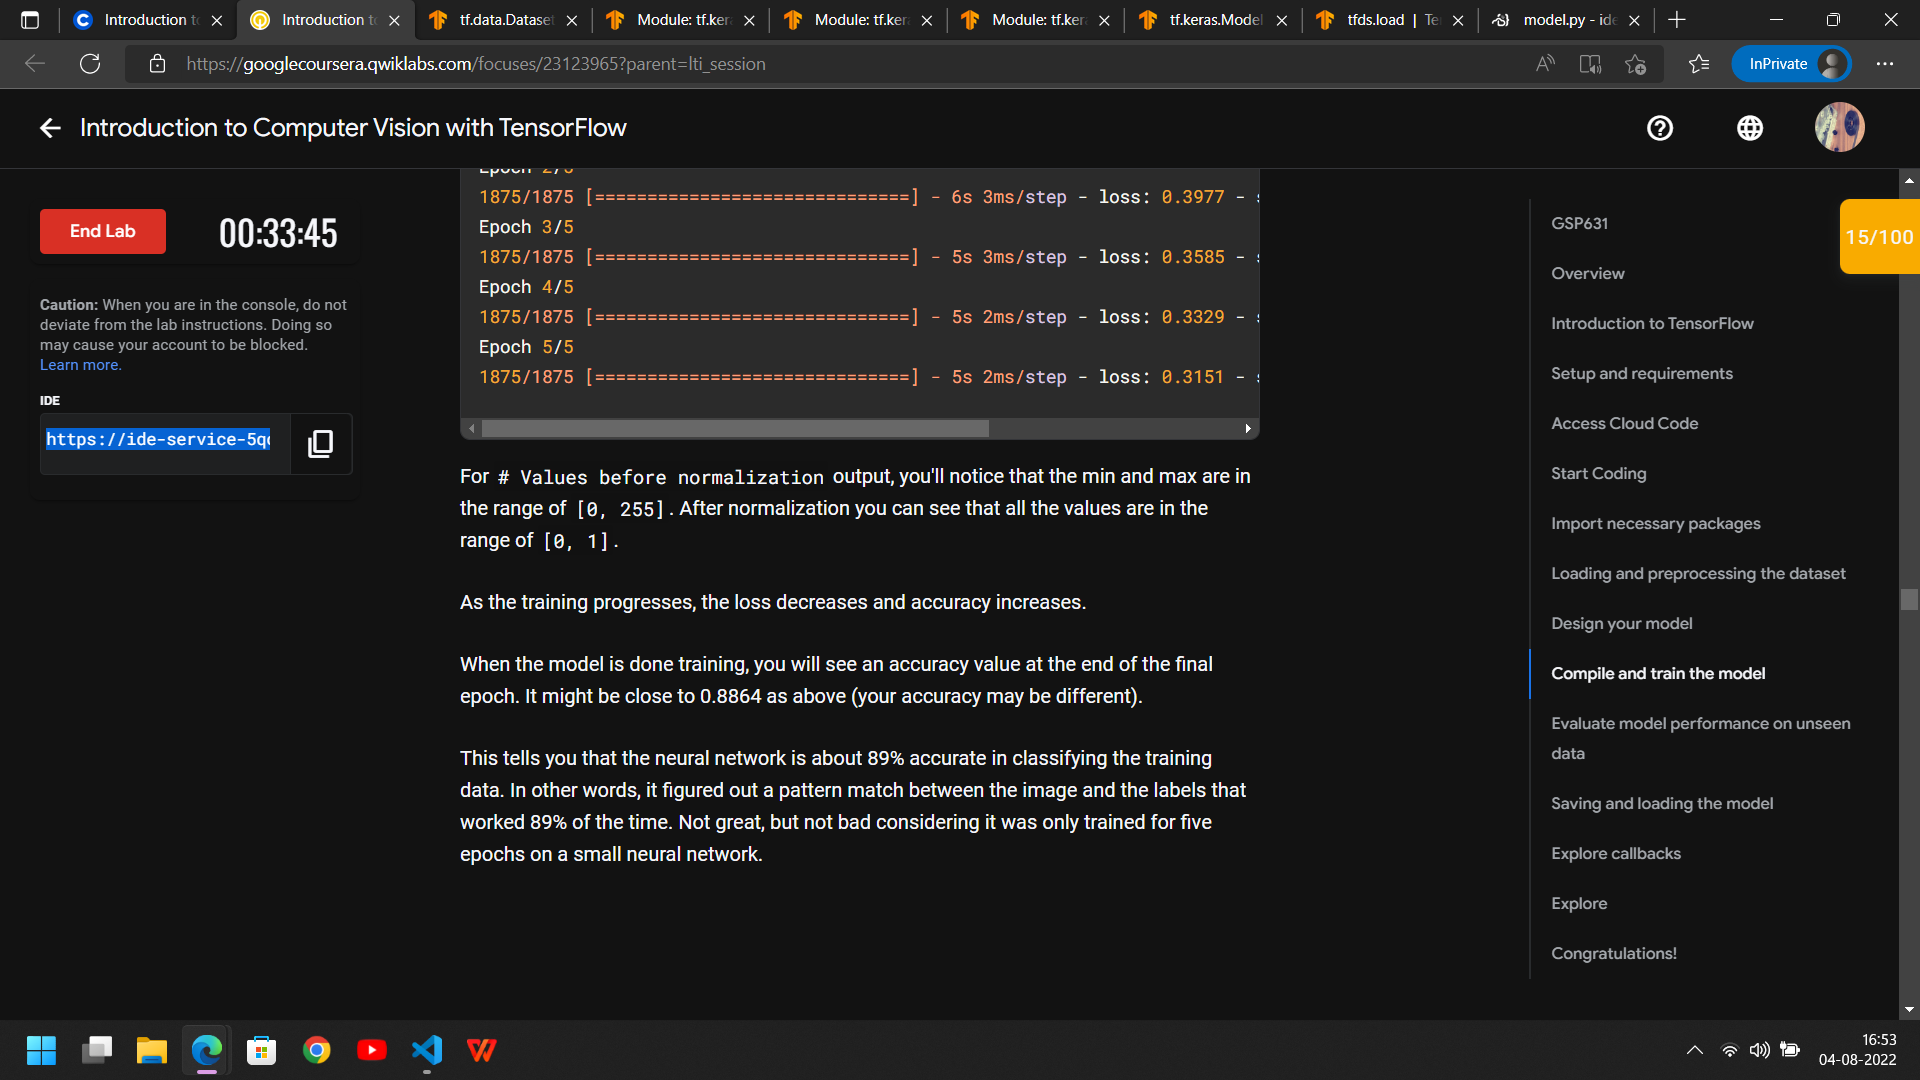 Introduction to
Introduction to
tf.data.Dataset
Module: tf.ker
Module: tf.ker
Module: tf.ker
tf.keras.Model
tfds.load | Te
model.py - ide
https://googlecoursera.qwiklabs.com/focuses/23123965?parent=lti_session
InPrivate
Introduction to Computer Vision with TensorFlow
End Lab
00:33:45
Caution: When you are in the console, do not
deviate from the lab instructions. Doing so
may cause your account to be blocked.
Learn more.
IDE
https://ide-service-5q
1875/1875 [==============================] - 6s 3ms/step - loss: 0.3977 -
Epoch 3/5
1875/1875 [==============================] - 5s 3ms/step - loss: 0.3585 -
Epoch 4/5
1875/1875 [==============================] - 5s 2ms/step - loss: 0.3329 -
Epoch 5/5
1875/1875 [==============================] - 5s 2ms/step - loss: 0.3151 -
For # Values before normalization output, you'll notice that the min and max are in
the range of [0, 255]. After normalization you can see that all the values are in the
range of [0, 1].
As the training progresses, the loss decreases and accuracy increases.
When the model is done training, you will see an accuracy value at the end of the final
epoch. It might be close to 0.8864 as above (your accuracy may be different).
This tells you that the neural network is about 89% accurate in classifying the training
data. In other words, it figured out a pattern match between the image and the labels that
worked 89% of the time. Not great, but not bad considering it was only trained for five
epochs on a small neural network.
GSP631
Overview
Introduction to TensorFlow
Setup and requirements
Access Cloud Code
Start Coding
Import necessary packages
Loading and preprocessing the dataset
Design your model
Compile and train the model
Evaluate model performance on unseen
data
Saving and loading the model
Explore callbacks
Explore
Congratulations!
15/100
16:53
04-08-2022